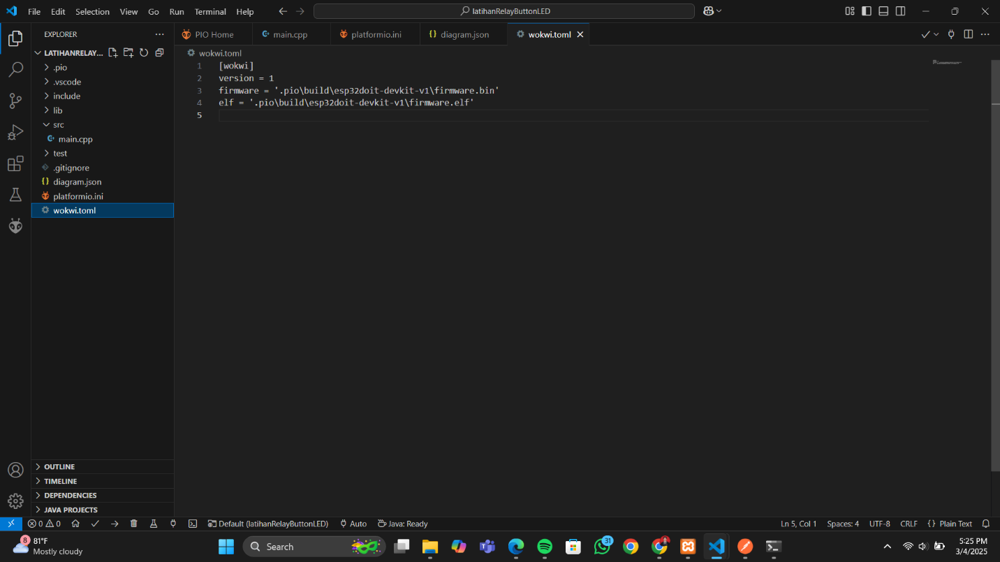 File Edit Selection View Go Run Terminal Help
latihanRelayButtonLED
EXPLORER
PIO Home
main.cpp
platformio.ini
diagram.json
wokwi.toml
LATIHANRELAY...
.pio
.vscode
include
lib
src
main.cpp
test
.gitignore
diagram.json
platformio.ini
wokwi.toml
OUTLINE
TIMELINE
DEPENDENCIES
JAVA PROJECTS
wokwi.toml
1 [wokwi]
2 version = 1
3 firmware = '.pio\build\esp32doit-devkit-v1\firmware.bin'
4 elf = '.pio\build\esp32doit-devkit-v1\firmware.elf'
5
0 0 Default (latihanRelayButtonLED) Auto Java: Ready Ln 5, Col 1 Spaces: 4 UTF-8 CRLF {} Plain Text
8
81°F
Mostly cloudy
Search
31
5:25 PM
3/4/2025